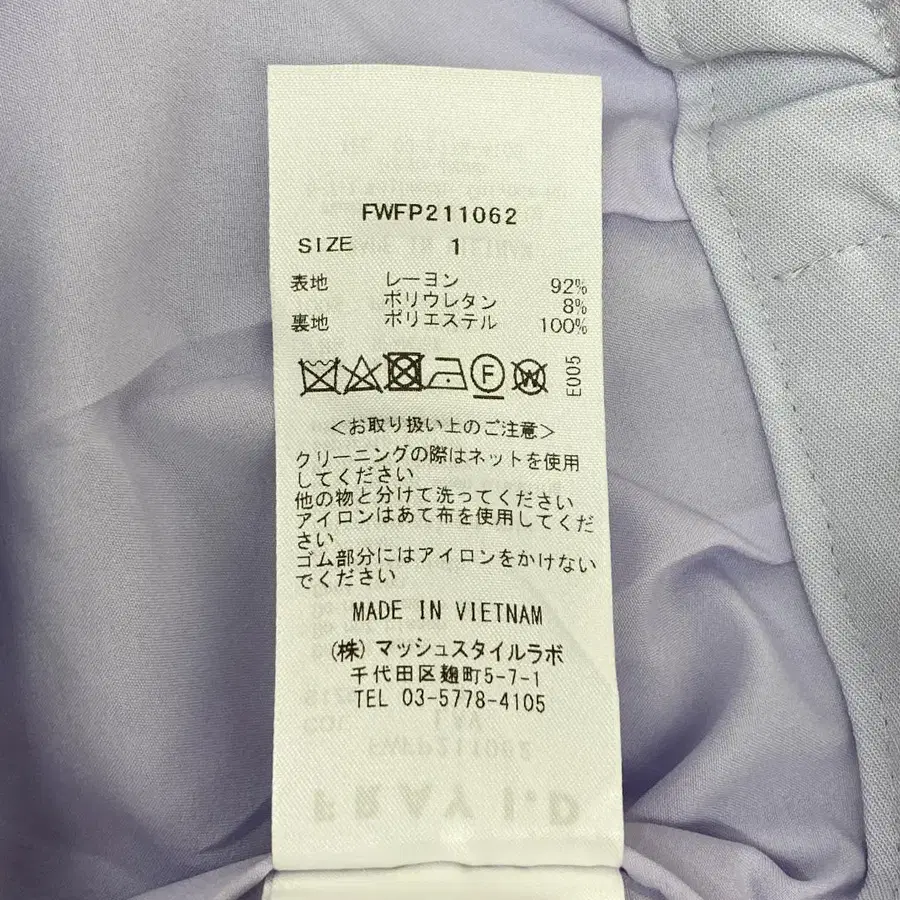 FWFP211062
SIZE 1
表地 レーヨン 92%
ポリウレタン 8%
裏地 ポリエステル 100%
F W E005
<お取り扱い上のご注意>
クリーニングの際はネットを使用
してください
他の物と分けて洗ってください
アイロンはあて布を使用してくだ
さい
ゴム部分にはアイロンをかけない
でください
MADE IN VIETNAM
(株)マッシュスタイルラボ
千代田区麹町5-7-1
TEL 03-5778-4105
FWFP211062
FRAY I.D